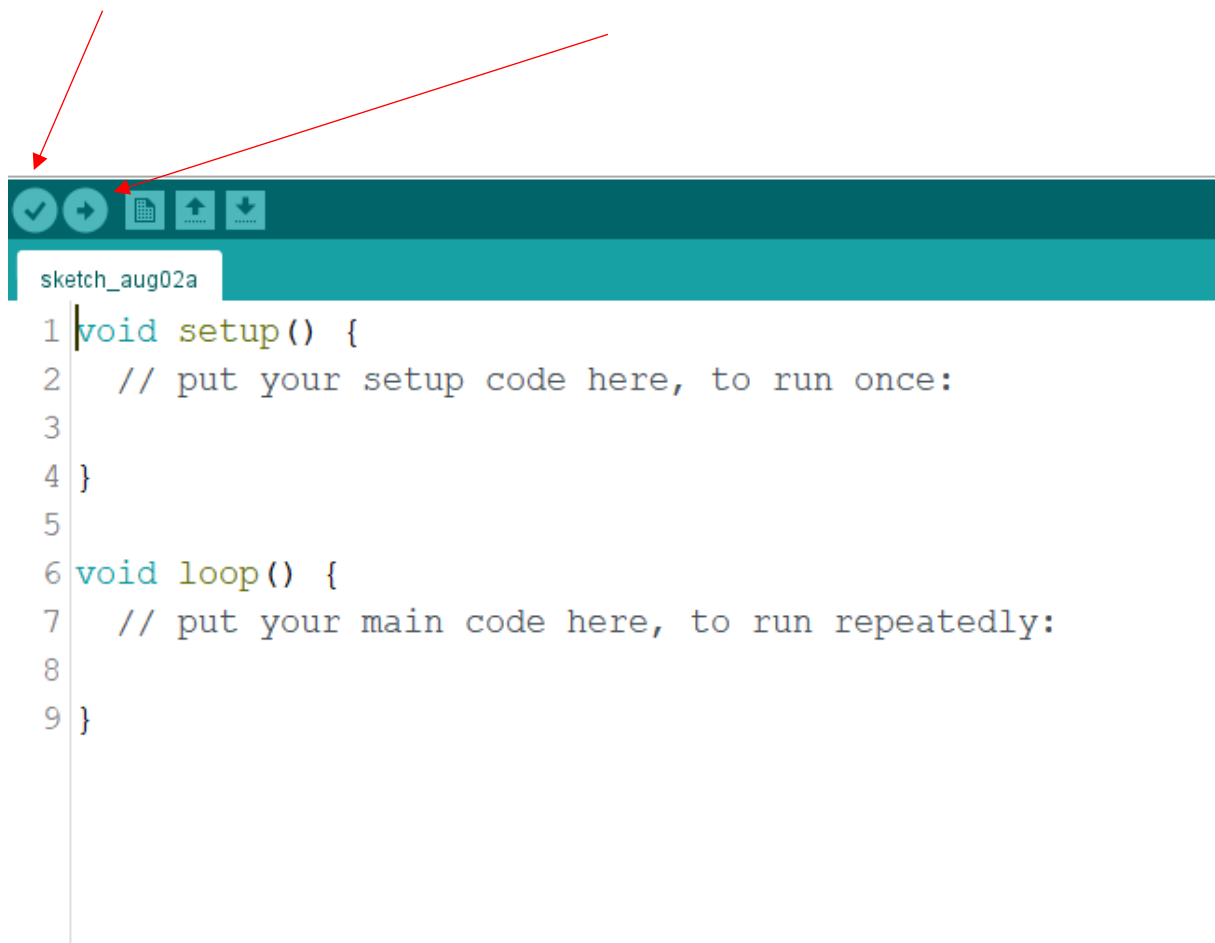 sketch_aug02a
1 void setup() {
2   // put your setup code here, to run once:
3
4 }
5
6 void loop() {
7   // put your main code here, to run repeatedly:
8
9 }